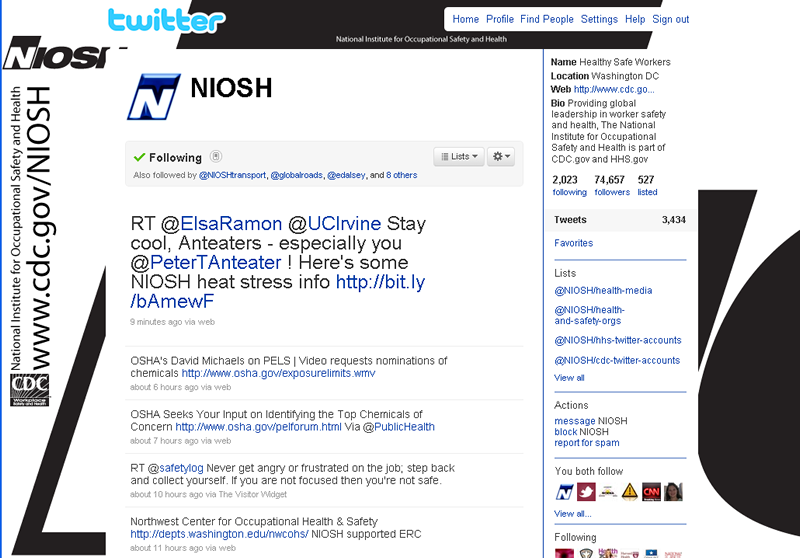 twitter
Home Profile Find People Settings Help Sign out
National Institute for Occupational Safety and Health
NIOSH
National Institute for Occupational Safety and Health
www.cdc.gov/NIOSH
CDC
Workplace
Safety and Health
N
NIOSH
Following
Lists
Also followed by @NIOSHtransport, @globalroads, @edalsey, and 8 others
RT @ElsaRamon @UCIrvine Stay
cool, Anteaters - especially you
@PeterTAnteater ! Here's some
NIOSH heat stress info http://bit.ly
/bAmewF
9 minutes ago via web
OSHA's David Michaels on PELS | Video requests nominations of
chemicals http://www.osha.gov/exposurelimits.wmv
about 6 hours ago via web
OSHA Seeks Your Input on Identifying the Top Chemicals of
Concern http://www.osha.gov/pelforum.html Via @PublicHealth
about 7 hours ago via web
RT @safetylog Never get angry or frustrated on the job; step back
and collect yourself. If you are not focused then you're not safe.
about 10 hours ago via The Visitor Widget
Northwest Center for Occupational Health & Safety
http://depts.washington.edu/nwcohs/ NIOSH supported ERC
about 11 hours ago via web
Name Healthy Safe Workers
Location Washington DC
Web http://www.cdc.go...
Bio Providing global
leadership in worker safety
and health, The National
Institute for Occupational
Safety and Health is part of
CDC.gov and HHS.gov
2,023 74,657 527
following followers listed
Tweets 3,434
Favorites
Lists
@NIOSH/health-media
@NIOSH/health-
and-safety-orgs
@NIOSH/hhs-twitter-accounts
@NIOSH/cdc-twitter-accounts
View all
Actions
message NIOSH
block NIOSH
report for spam
You both follow
N
CNN
View all...
Following